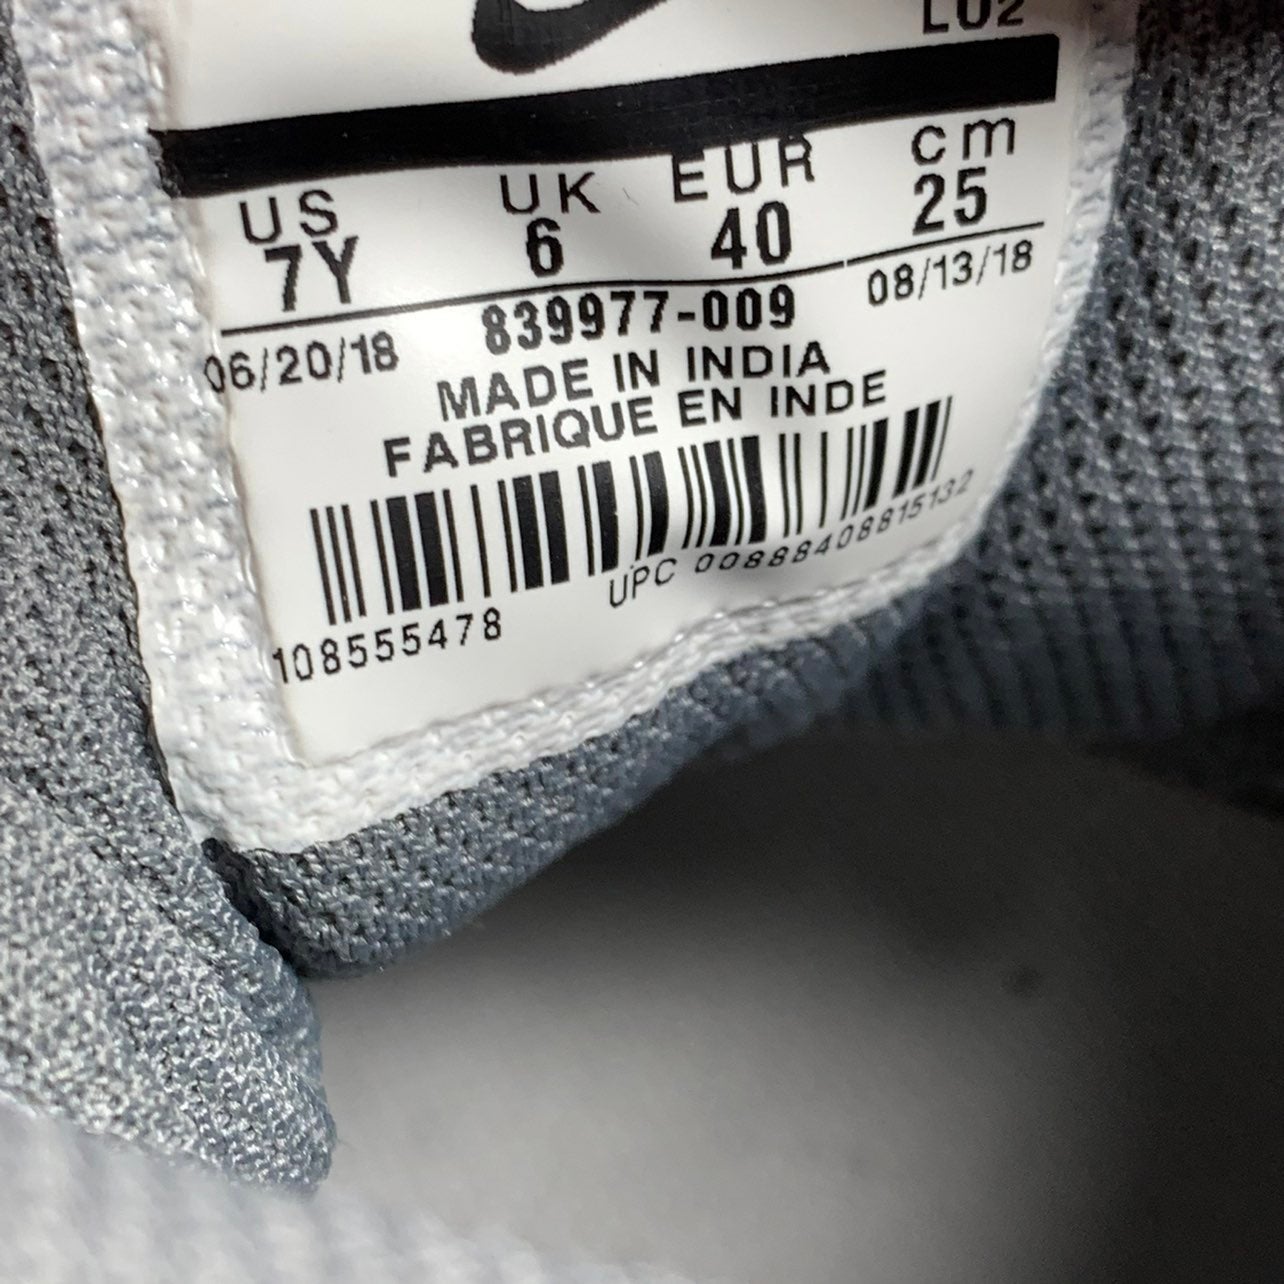 LO2
US UK EUR cm
7Y 6 40 25
06/20/18 839977-009 08/13/18
MADE IN INDIA
FABRIQUE EN INDE
108555478 UPC 00888408815132